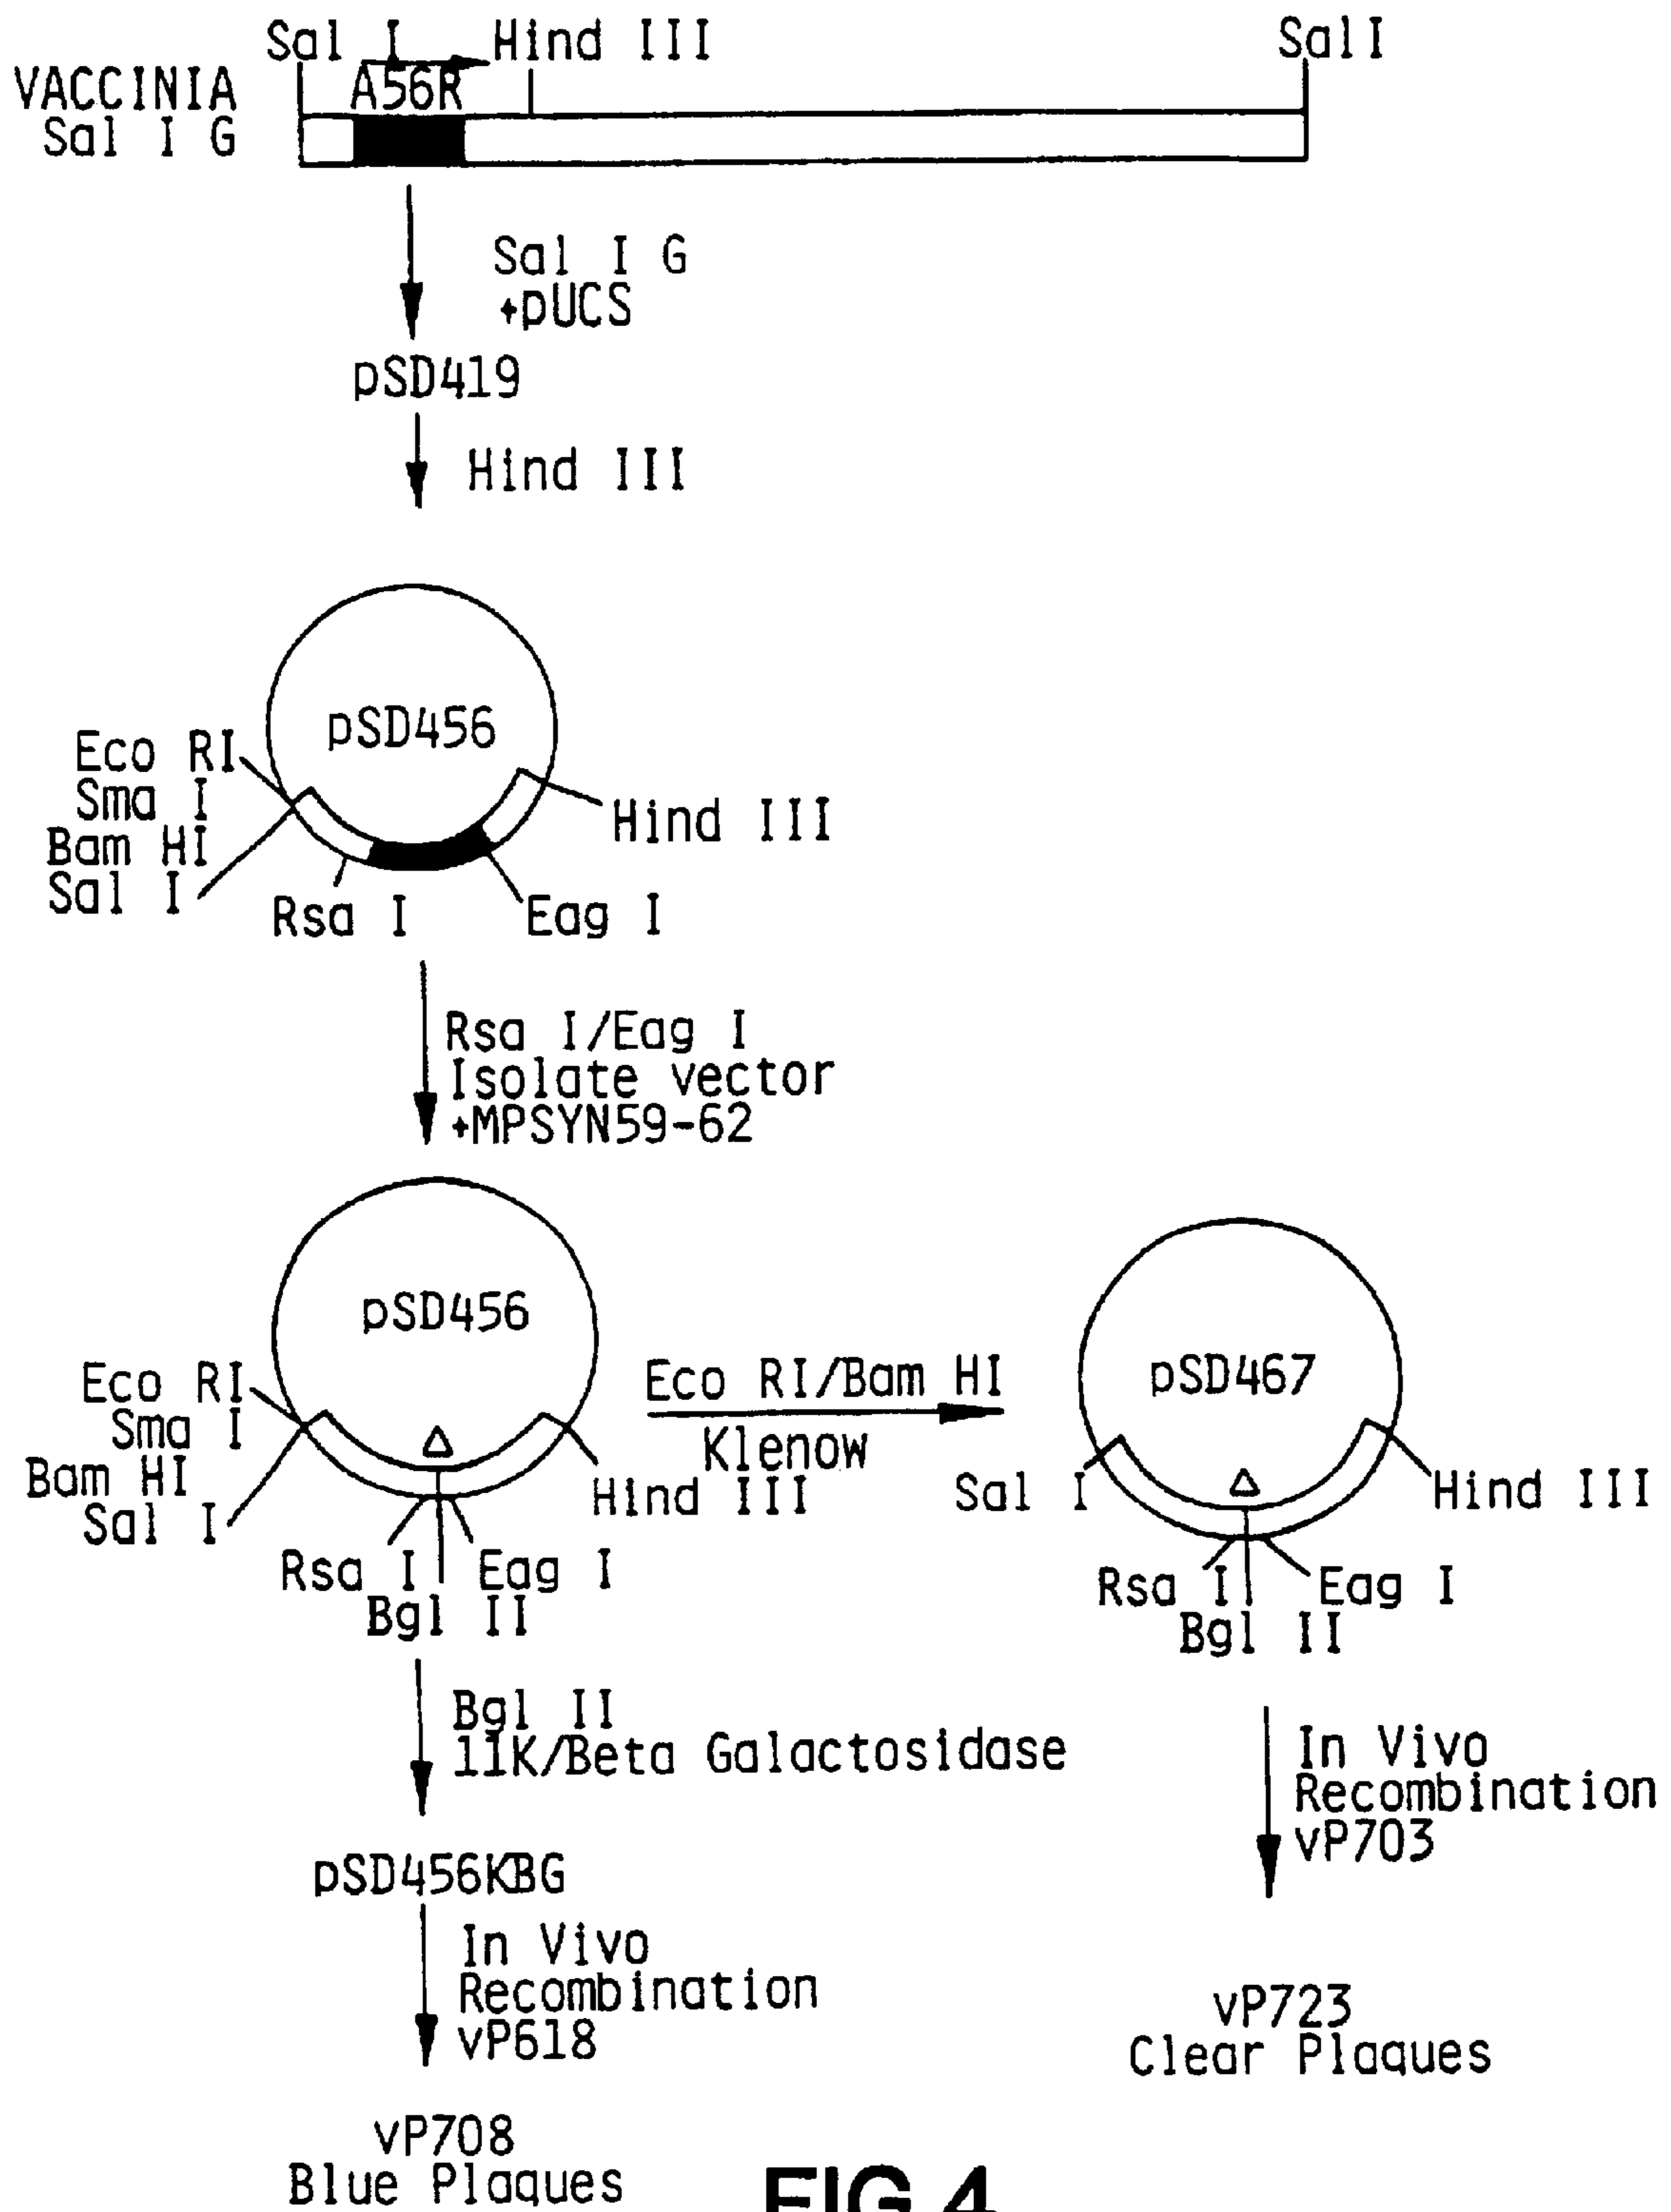 Sal I
Hind III
Sal I
VACCINIA
A56R
Sal I G
Sal I G
+pUCS
pSD419
Hind III
pSD456
Eco RI
Sma I
Bam HI
Sal I
Hind III
Rsa I
Eag I
Rsa I/Eag I
Isolate vector
+MPSYN59-62
pSD456
Eco RI
Sma I
Bam HI
Sal I
Δ
Hind III
Rsa I
Eag I
Bgl II
Eco RI/Bam HI
Klenow
pSD467
Sal I
Δ
Hind III
Rsa I
Eag I
Bgl II
Bgl II
11K/Beta Galactosidase
pSD456KBG
In Vivo
Recombination
vP618
vP708
Blue Plaques
In Vivo
Recombination
vP703
vP723
Clear Plaques
FIG.4